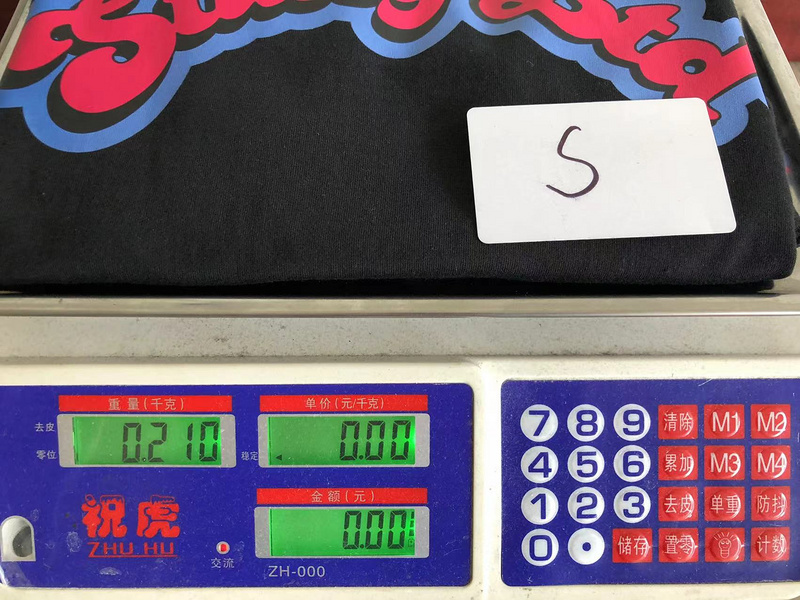 S
重量(千克)
单价(元/千克)
去皮
零位
0.210
稳定
0.00
金额(元)
0.00
祝虎
ZHU HU
交流
ZH-000
7 8 9 清除 M1 M2
4 5 6 累加 M3 M4
1 2 3 去皮 单重 防抖
0 • 储存 置零 计数